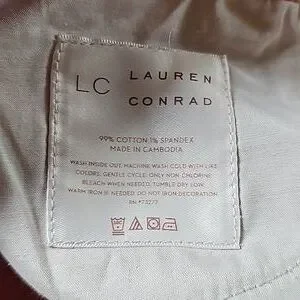 LC LAUREN
CONRAD
99% COTTON 1% SPANDEX
MADE IN CAMBODIA
WASH INSIDE OUT. MACHINE WASH COLD WITH LIKE
COLORS, GENTLE CYCLE. ONLY NON CHLORINE
BLEACH WHEN NEEDED. TUMBLE DRY LOW.
WARM IRON IF NEEDED. DO NOT IRON DECORATION.
RN #73277